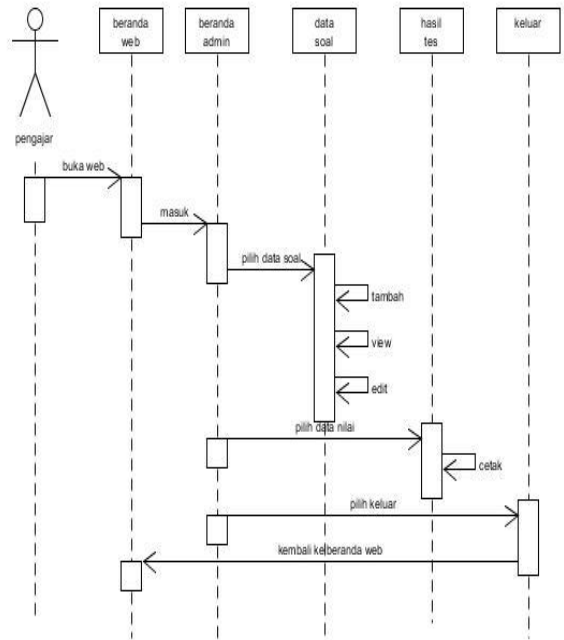 beranda
web
beranda
admin
data
soal
hasil
tes
keluar
pengajar
buka web
masuk
pilih data soal
tambah
view
edit
pilih data nilai
cetak
pilih keluar
kembali ke beranda web